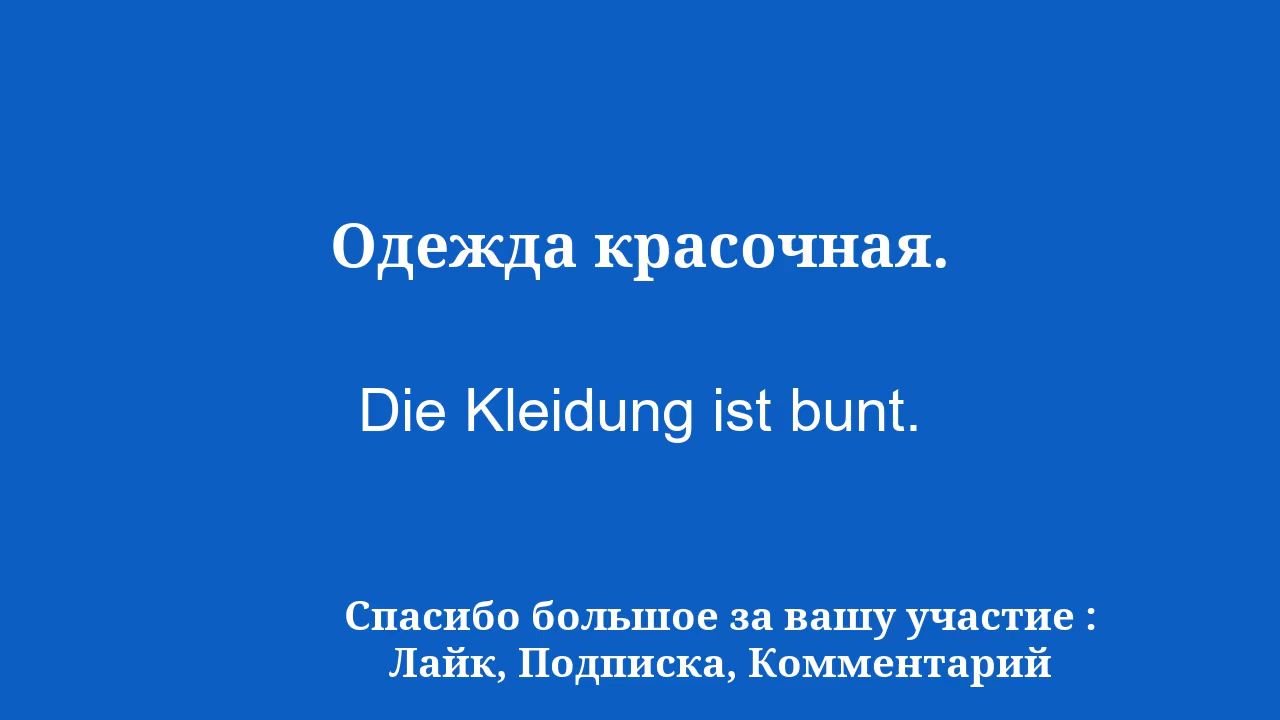 Одежда красочная.
Die Kleidung ist bunt.
Спасибо большое за вашу участие :
Лайк, Подписка, Комментарий